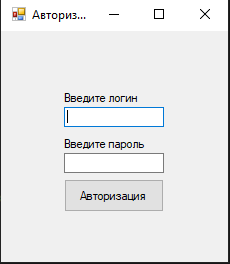 Авториз...
Введите логин
Введите пароль
Авторизация